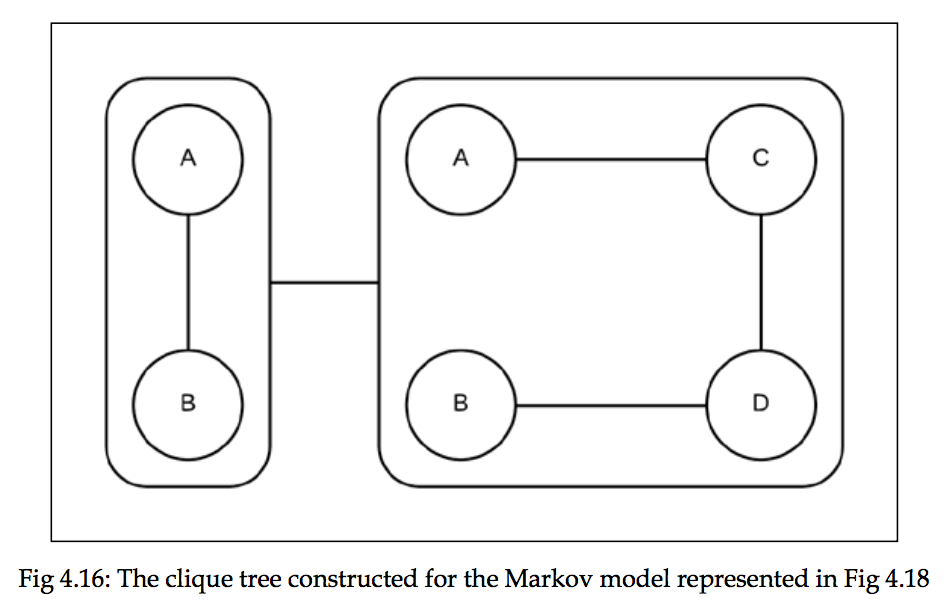 A A C
B B D
Fig 4.16: The clique tree constructed for the Markov model represented in Fig 4.18